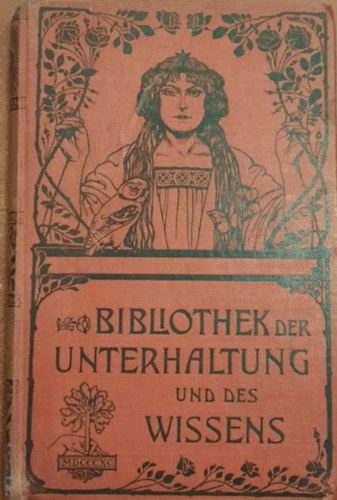 BIBLIOTHEK DER
UNTERHALTUNG
UND DES
WISSENS